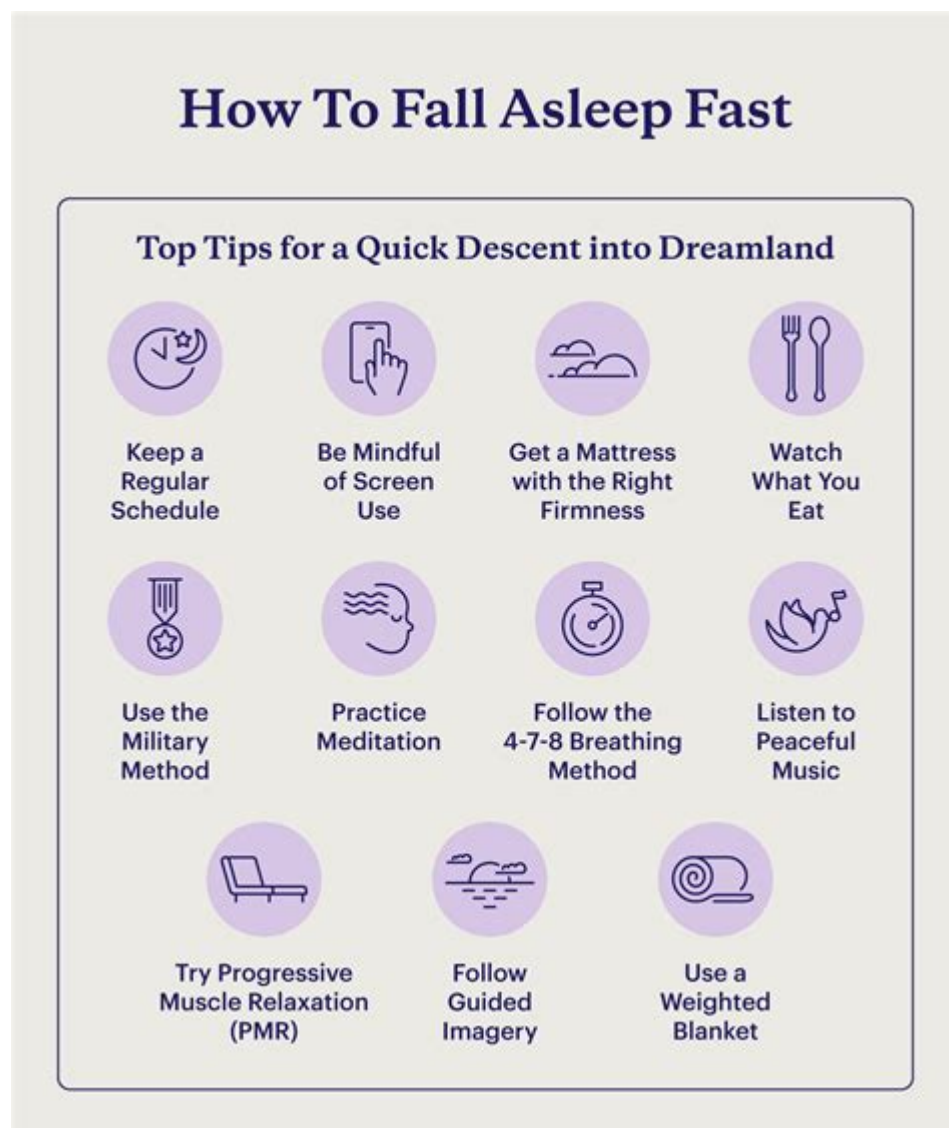 How To Fall Asleep Fast
Top Tips for a Quick Descent into Dreamland
Keep a
Regular
Schedule
Be Mindful
of Screen
Use
Get a Mattress
with the Right
Firmness
Watch
What You
Eat
Use the
Military
Method
Practice
Meditation
Follow the
4-7-8 Breathing
Method
Listen to
Peaceful
Music
Try Progressive
Muscle Relaxation
(PMR)
Follow
Guided
Imagery
Use a
Weighted
Blanket